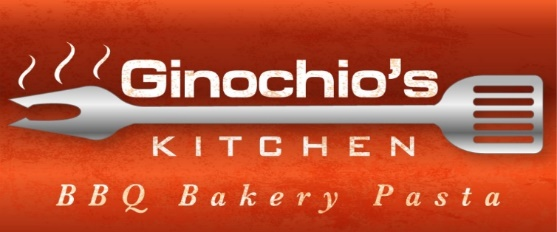 Ginochio's
KITCHEN
BBQ Bakery Pasta